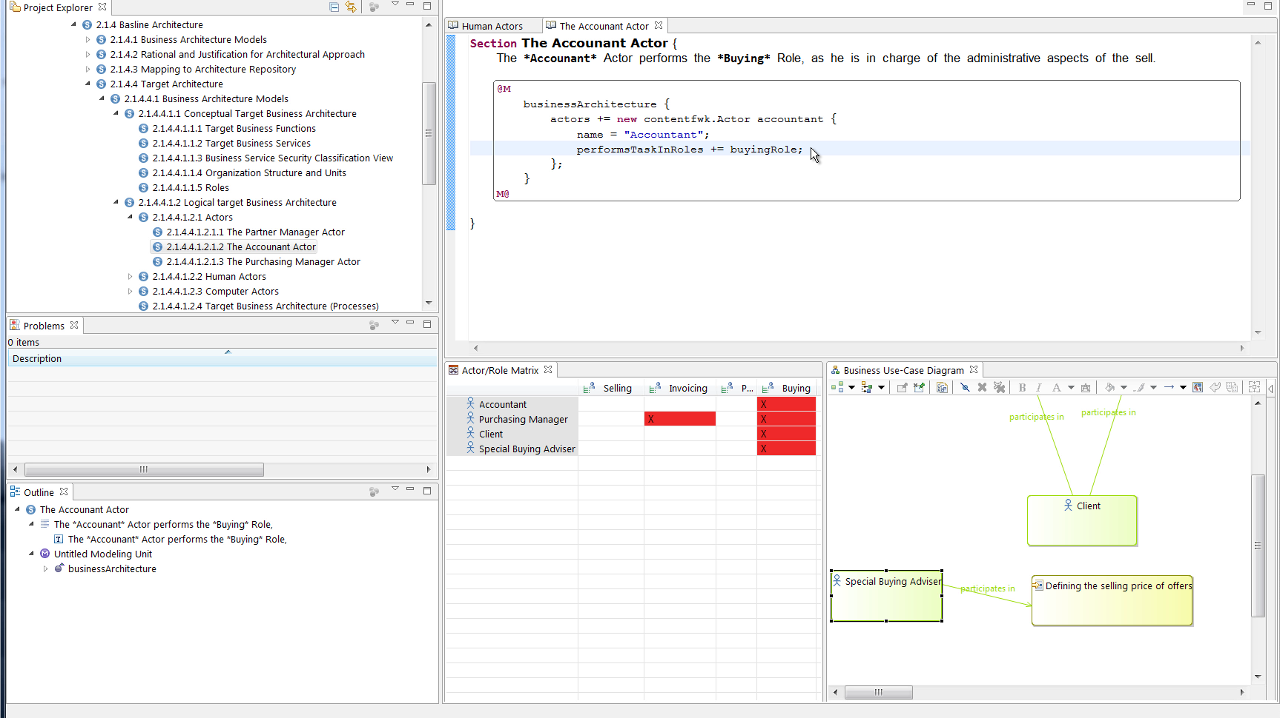 Project Explorer
2.1.4 Basline Architecture
2.1.4.1 Business Architecture Models
2.1.4.2 Rational and Justification for Architectural Approach
2.1.4.3 Mapping to Architecture Repository
2.1.4.4 Target Architecture
2.1.4.4.1 Business Architecture Models
2.1.4.4.1.1 Conceptual Target Business Architecture
2.1.4.4.1.1.1 Target Business Functions
2.1.4.4.1.1.2 Target Business Services
2.1.4.4.1.1.3 Business Service Security Classification View
2.1.4.4.1.1.4 Organization Structure and Units
2.1.4.4.1.1.5 Roles
2.1.4.4.1.2 Logical target Business Architecture
2.1.4.4.1.2.1 Actors
2.1.4.4.1.2.1.1 The Partner Manager Actor
2.1.4.4.1.2.1.2 The Accounant Actor
2.1.4.4.1.2.1.3 The Purchasing Manager Actor
2.1.4.4.1.2.2 Human Actors
2.1.4.4.1.2.3 Computer Actors
2.1.4.4.1.2.4 Target Business Architecture (Processes)
Problems
0 items
Description
Outline
The Accounant Actor
The *Accounant* Actor performs the *Buying* Role,
The *Accounant* Actor performs the *Buying* Role,
Untitled Modeling Unit
businessArchitecture
Human Actors
The Accounant Actor
Section The Accounant Actor {
The *Accounant* Actor performs the *Buying* Role, as he is in charge of the administrative aspects of the sell.
@M
businessArchitecture {
actors += new contentfwk.Actor accountant {
name = "Accountant";
performsTaskInRoles += buyingRole;
};
}
M@
}
Actor/Role Matrix
Selling Invoicing P... Buying
Accountant X
Purchasing Manager X X
Client X
Special Buying Adviser X
Business Use-Case Diagram
B I A
participates in participates in
Client
Special Buying Adviser
participates in
Defining the selling price of offers